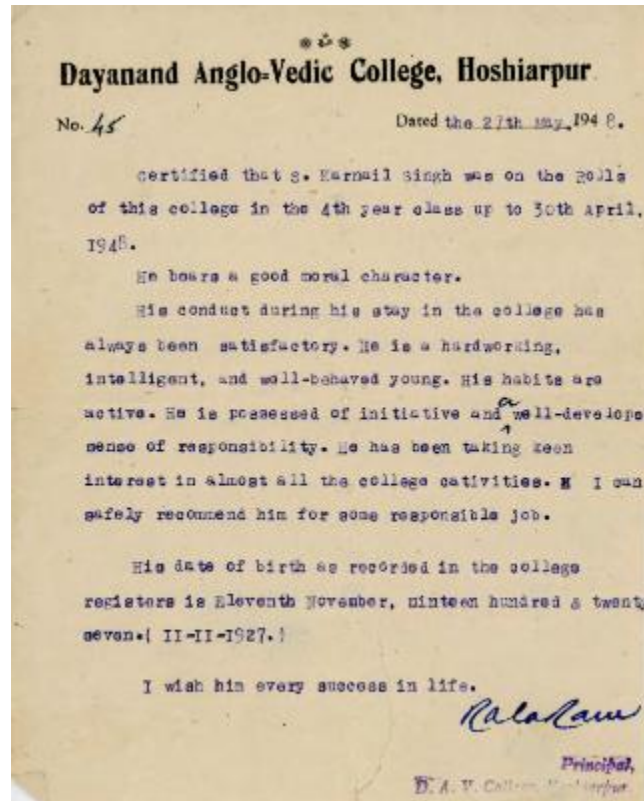 Dayanand Anglo-Vedic College, Hoshiarpur
No. 45 Dated the 27th May, 1948.
certified that S. Karnail Singh was on the Rolls
of this college in the 4th year class up to 30th April,
1948.
He bears a good moral character.
His conduct during his stay in the college has
always been satisfactory. He is a hardworking,
intelligent, and well-behaved young. His habits are
active. He is possessed of initiative and a well-develope
sense of responsibility. He has been taking keen
interest in almost all the college cativities. I can
safely recommend him for some responsible job.
His date of birth as recorded in the college
registers is Eleventh November, ninteen hundred & twent
seven.( II-II-1927.)
I wish him every success in life.
Rala Ram
Principal,
D. A. V. College, Hoshiarpur